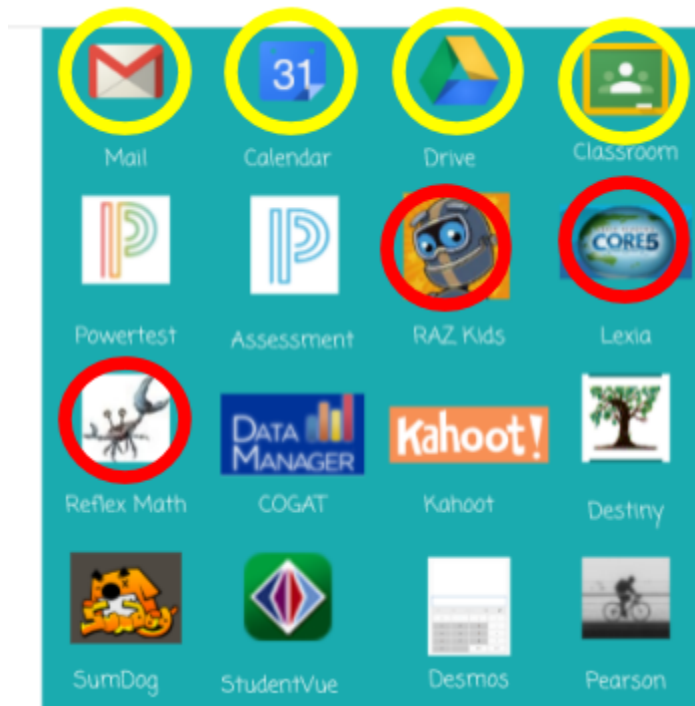 31
Mail Calendar Drive Classroom
CORE5
Powertest Assessment RAZ Kids Lexia
DATA MANAGER Kahoot!
Reflex Math COGAT Kahoot Destiny
SumDog
SumDog StudentVue Desmos Pearson